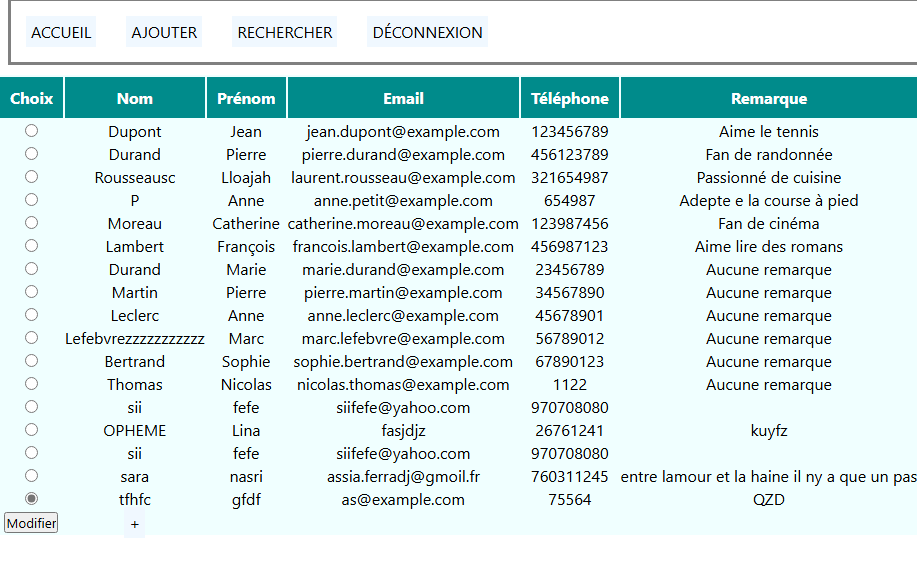 ACCUEIL AJOUTER RECHERCHER DÉCONNEXION
Choix Nom Prénom Email Téléphone Remarque
Dupont Jean jean.dupont@example.com 123456789 Aime le tennis
Durand Pierre pierre.durand@example.com 456123789 Fan de randonnée
Rousseausc Lloajah laurent.rousseau@example.com 321654987 Passionné de cuisine
P Anne anne.petit@example.com 654987 Adepte e la course à pied
Moreau Catherine catherine.moreau@example.com 123987456 Fan de cinéma
Lambert François francois.lambert@example.com 456987123 Aime lire des romans
Durand Marie marie.durand@example.com 23456789 Aucune remarque
Martin Pierre pierre.martin@example.com 34567890 Aucune remarque
Leclerc Anne anne.leclerc@example.com 45678901 Aucune remarque
Lefebvrezzzzzzzzzzz Marc marc.lefebvre@example.com 56789012 Aucune remarque
Bertrand Sophie sophie.bertrand@example.com 67890123 Aucune remarque
Thomas Nicolas nicolas.thomas@example.com 1122 Aucune remarque
sii fefe siifefe@yahoo.com 970708080
OPHEME Lina fasjdjz 26761241 kuyfz
sii fefe siifefe@yahoo.com 970708080
sara nasri assia.ferradj@gmoil.fr 760311245 entre lamour et la haine il ny a que un pas
tfhfc gfdf as@example.com 75564 QZD
Modifier +